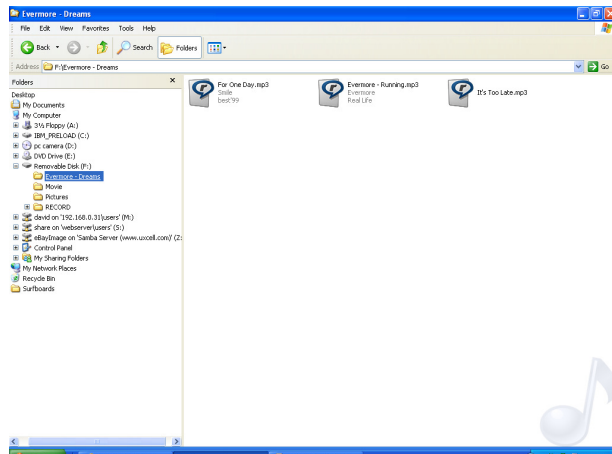 Evermore - Dreams
File Edit View Favorites Tools Help
Back Search Folders
Address F:\Evermore - Dreams Go
Folders
Desktop
My Documents
My Computer
3½ Floppy (A:)
IBM_PRELOAD (C:)
pc camera (D:)
DVD Drive (E:)
Removable Disk (F:)
Evermore - Dreams
Movie
Pictures
RECORD
david on '192.168.0.31\users' (M:)
share on 'webserver\users' (S:)
eBayImage on 'Samba Server (www.uxcell.com)' (Z:
Control Panel
My Sharing Folders
My Network Places
Recycle Bin
Surfboards
For One Day.mp3
Smile
best'99
Evermore - Running.mp3
Evermore
Real Life
It's Too Late.mp3